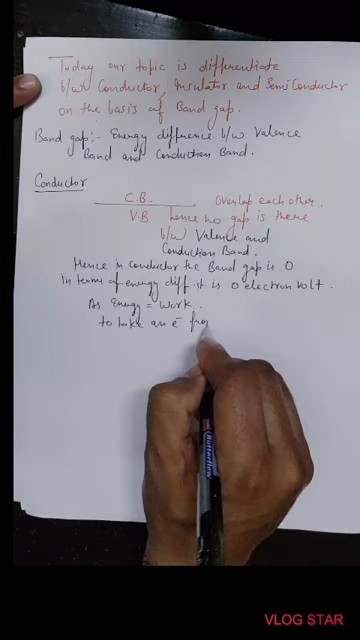 Today our topic is differentiate
b/w Conductor, Insulator and SemiConductor
on the basis of Band gap.
Band gap:- Energy difference b/w Valence
Band and Conduction Band.
Conductor
C.B. Overlap each other.
V.B hence no gap is there
b/w Valence and
Conduction Band.
Hence in conductor the Band gap is 0
In terms of energy diff. it is 0 electron volt.
As Energy = Work.
to take an e⁻ fro
Butterflow
VLOG STAR